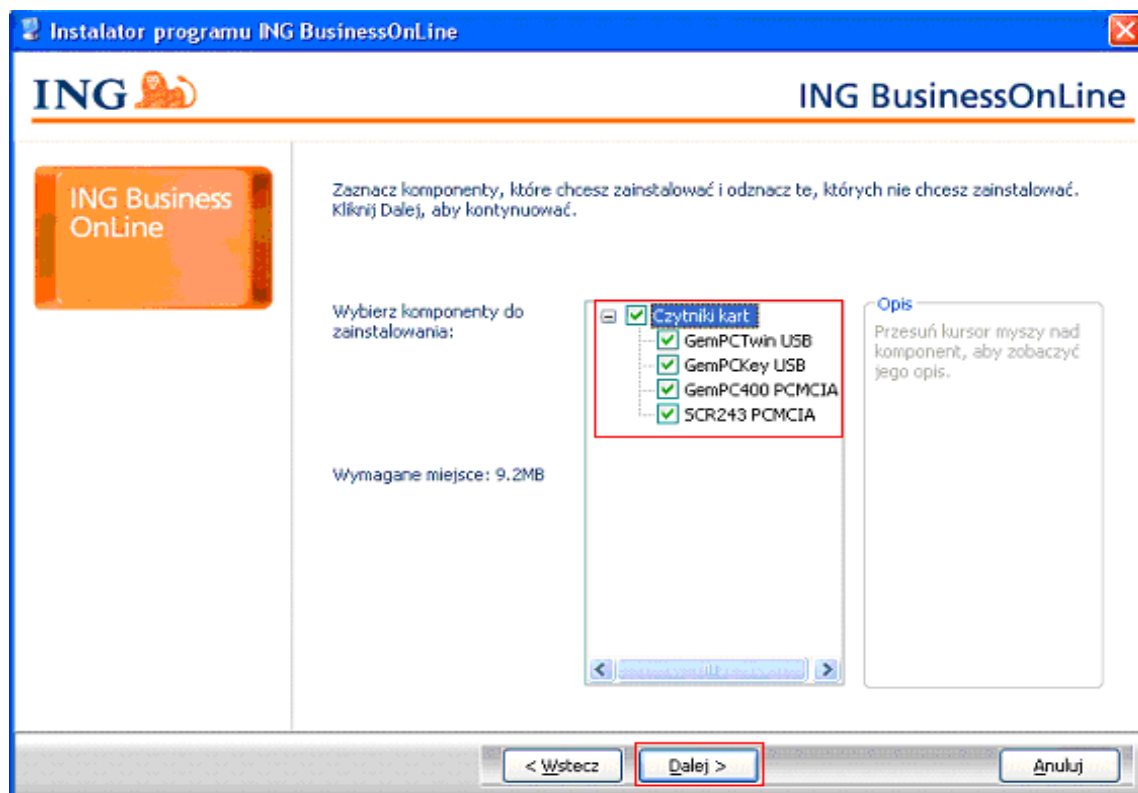 Instalator programu ING BusinessOnLine
ING
ING BusinessOnLine
ING Business
OnLine
Zaznacz komponenty, które chcesz zainstalować i odznacz te, których nie chcesz zainstalować.
Kliknij Dalej, aby kontynuować.
Wybierz komponenty do
zainstalowania:
Czytniki kart
GemPCTwin USB
GemPCKey USB
GemPC400 PCMCIA
SCR243 PCMCIA
Opis
Przesuń kursor myszy nad
komponent, aby zobaczyć
jego opis.
Wymagane miejsce: 9.2MB
< Wstecz
Dalej >
Anuluj